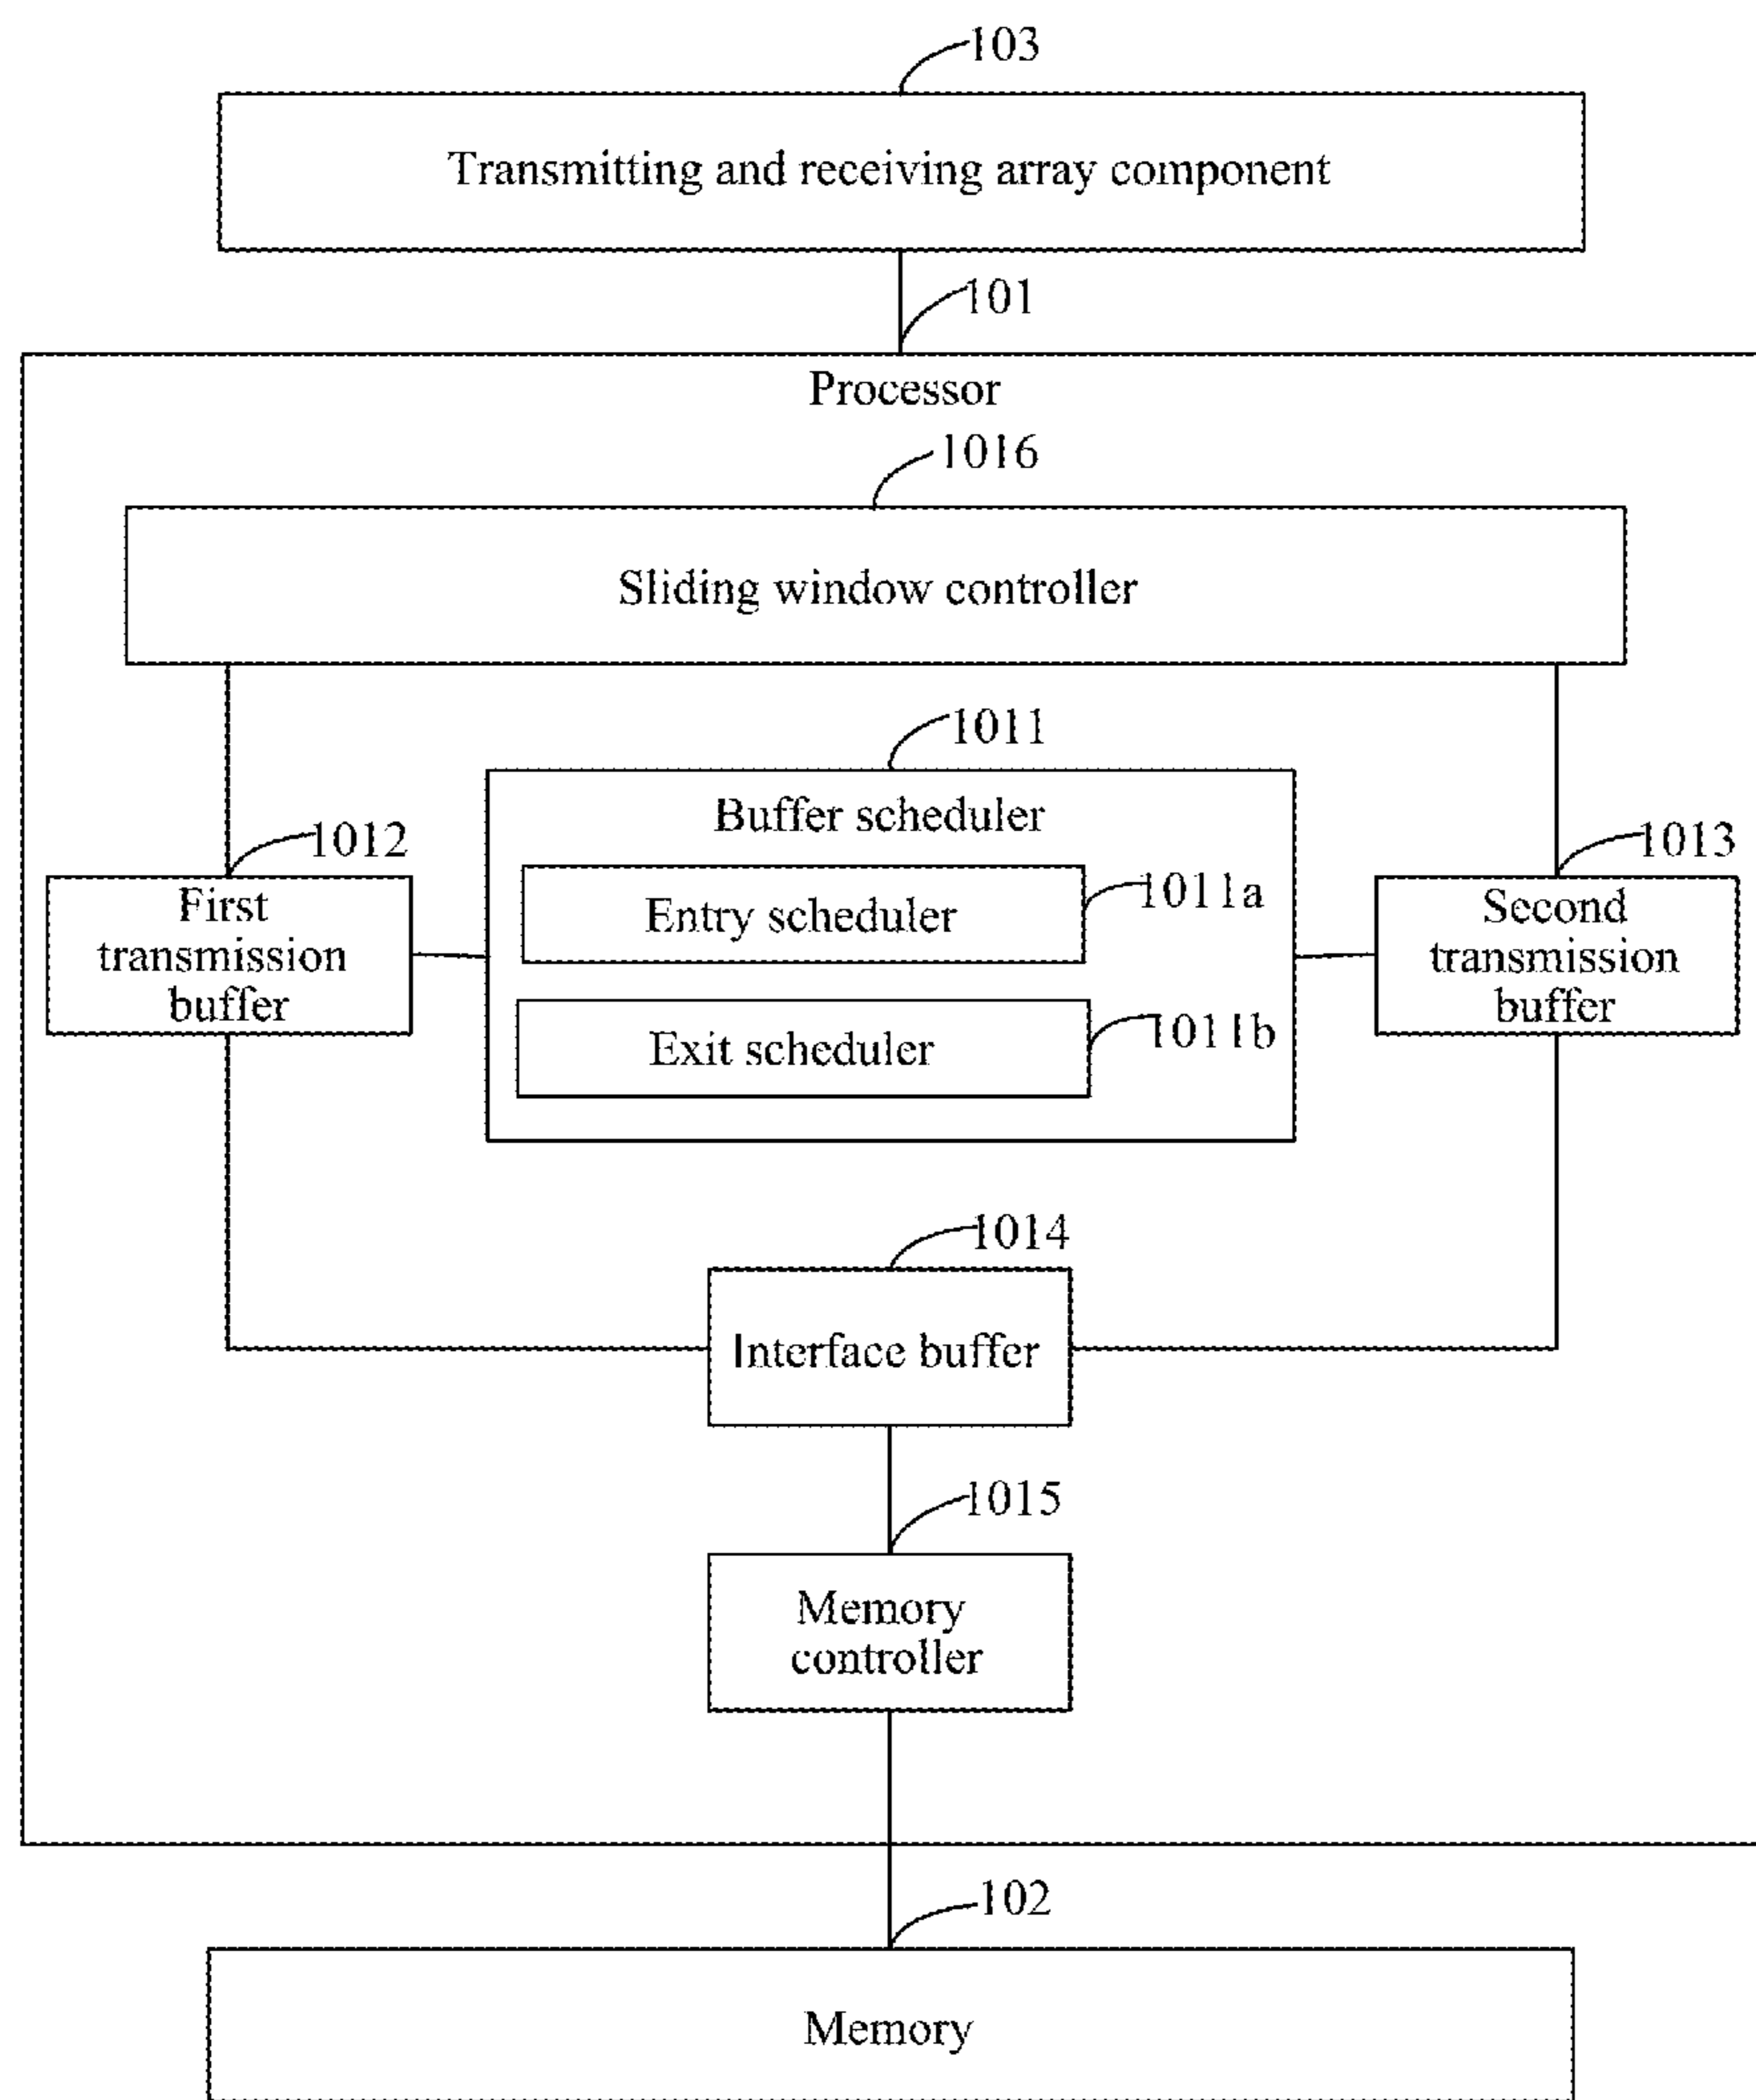 103
Transmitting and receiving array component
101
Processor
1016
Sliding window controller
1011
Buffer scheduler
1012
First
transmission
buffer
Entry scheduler
1011a
Exit scheduler
1011b
1013
Second
transmission
buffer
1014
Interface buffer
1015
Memory
controller
102
Memory